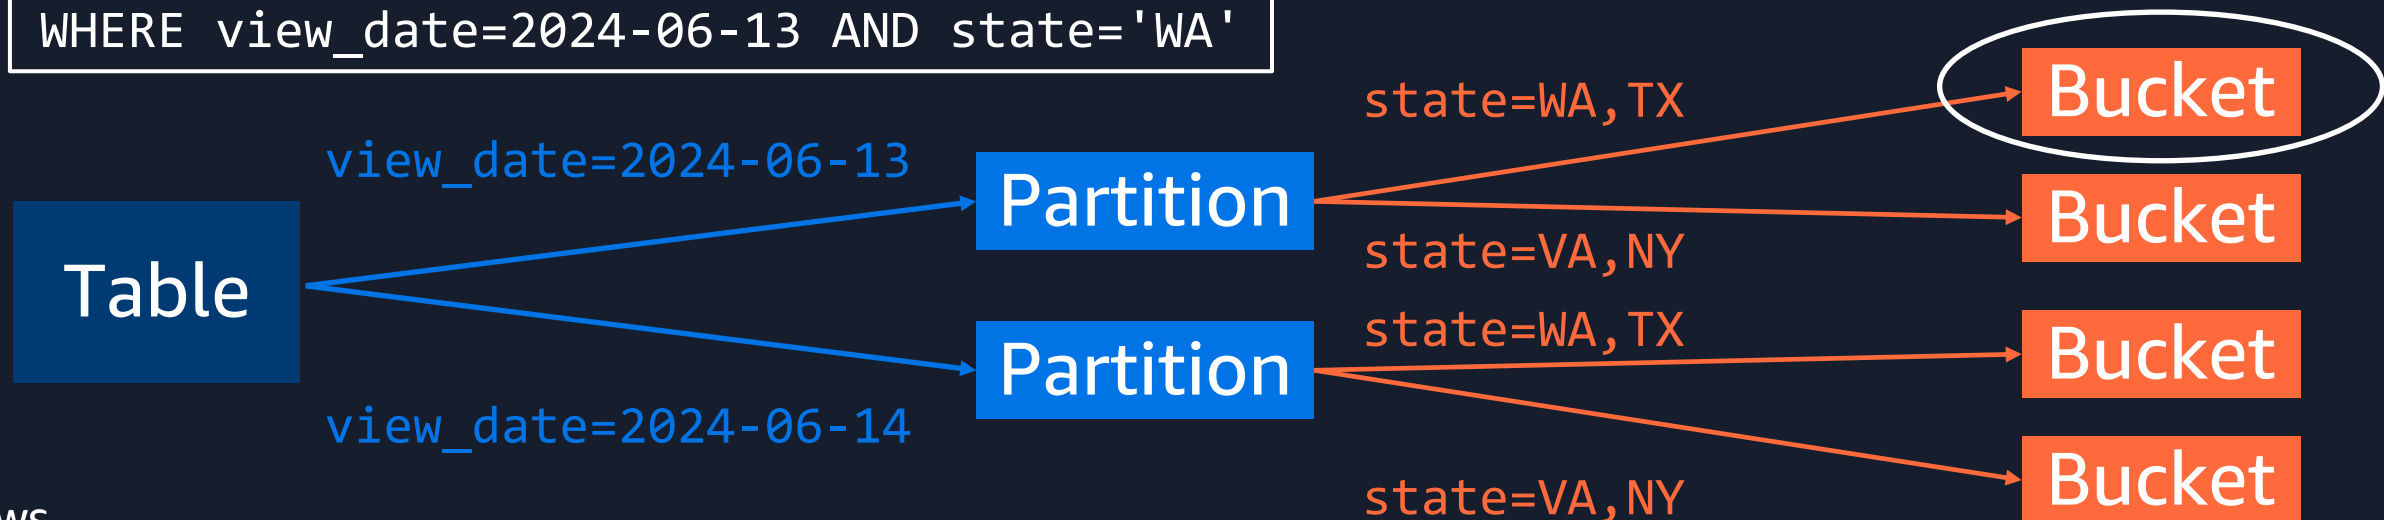 WHERE view_date=2024-06-13 AND state='WA'
state=WA,TX
Bucket
view_date=2024-06-13
Partition
Bucket
state=VA,NY
Table
state=WA,TX
Partition
Bucket
view_date=2024-06-14
state=VA,NY
Bucket